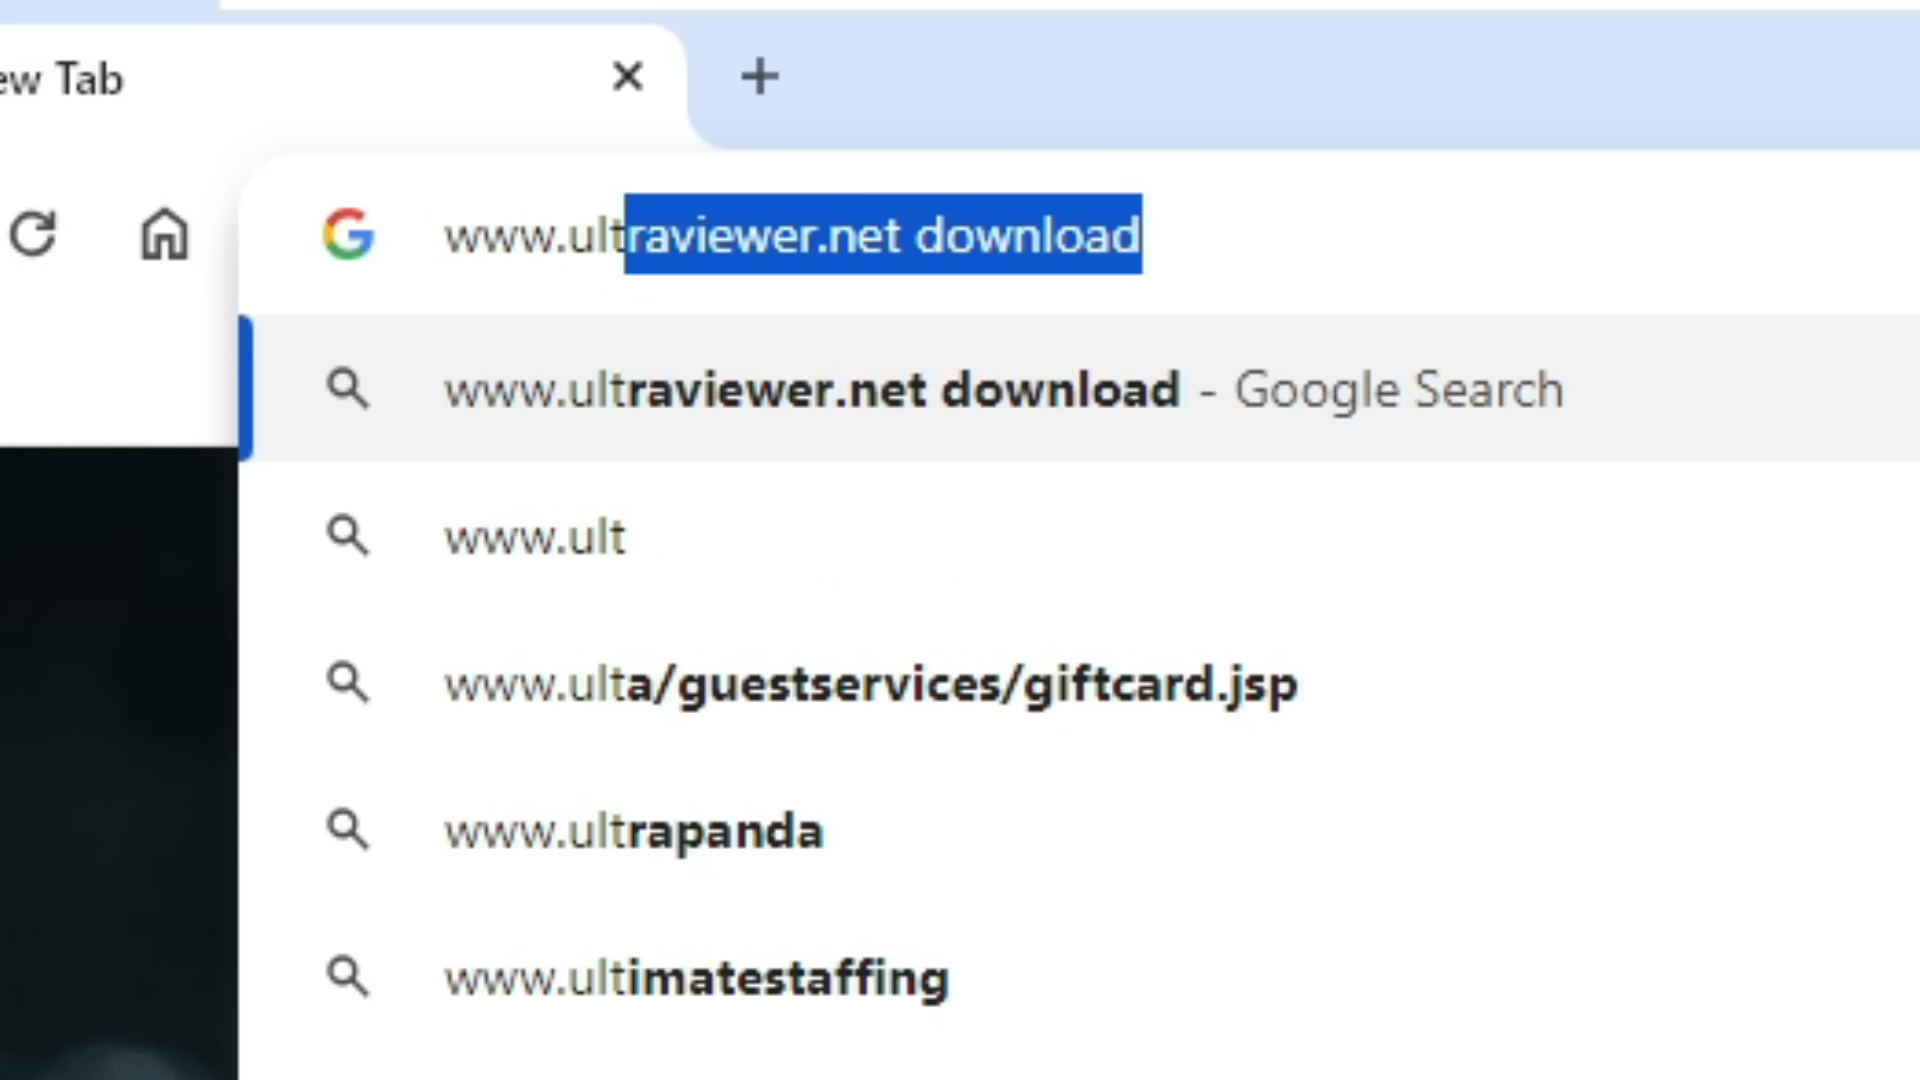 ew Tab
www.ultraviewer.net download
www.ultraviewer.net download - Google Search
www.ult
www.ulta/guestservices/giftcard.jsp
www.ultrapanda
www.ultimatestaffing